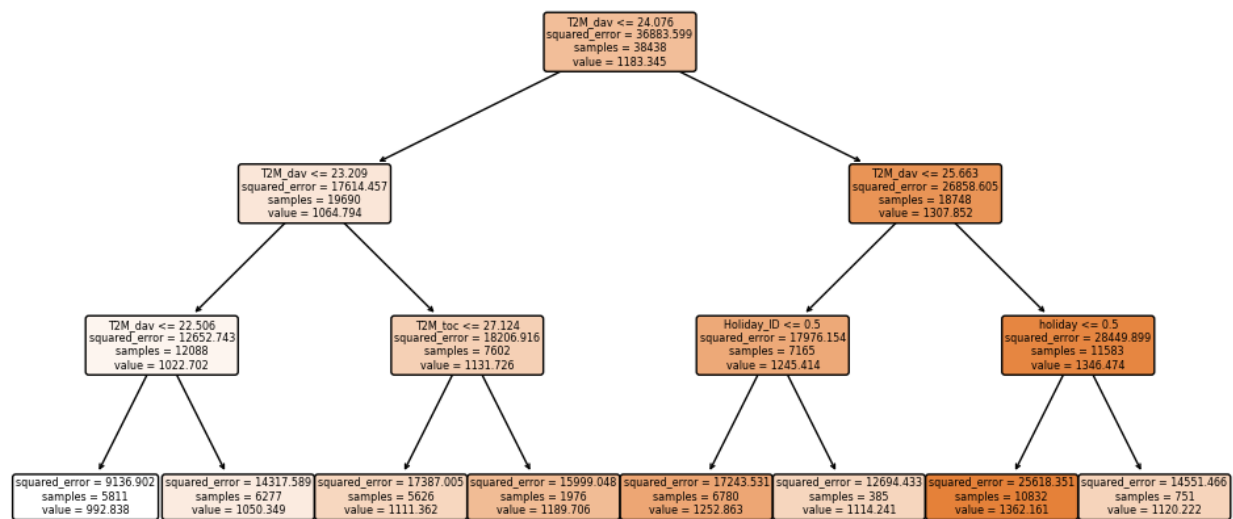 T2M_dav <= 24.076
squared_error = 36883.599
samples = 38438
value = 1183.345
T2M_dav <= 23.209
squared_error = 17614.457
samples = 19690
value = 1064.794
T2M_dav <= 25.663
squared_error = 26858.605
samples = 18748
value = 1307.852
T2M_dav <= 22.506
squared_error = 12652.743
samples = 12088
value = 1022.702
T2M_toc <= 27.124
squared_error = 18206.916
samples = 7602
value = 1131.726
Holiday_ID <= 0.5
squared_error = 17976.154
samples = 7165
value = 1245.414
holiday <= 0.5
squared_error = 28449.899
samples = 11583
value = 1346.474
squared_error = 9136.902
samples = 5811
value = 992.838
squared_error = 14317.589
samples = 6277
value = 1050.349
squared_error = 17387.005
samples = 5626
value = 1111.362
squared_error = 15999.048
samples = 1976
value = 1189.706
squared_error = 17243.531
samples = 6780
value = 1252.863
squared_error = 12694.433
samples = 385
value = 1114.241
squared_error = 25618.351
samples = 10832
value = 1362.161
squared_error = 14551.466
samples = 751
value = 1120.222